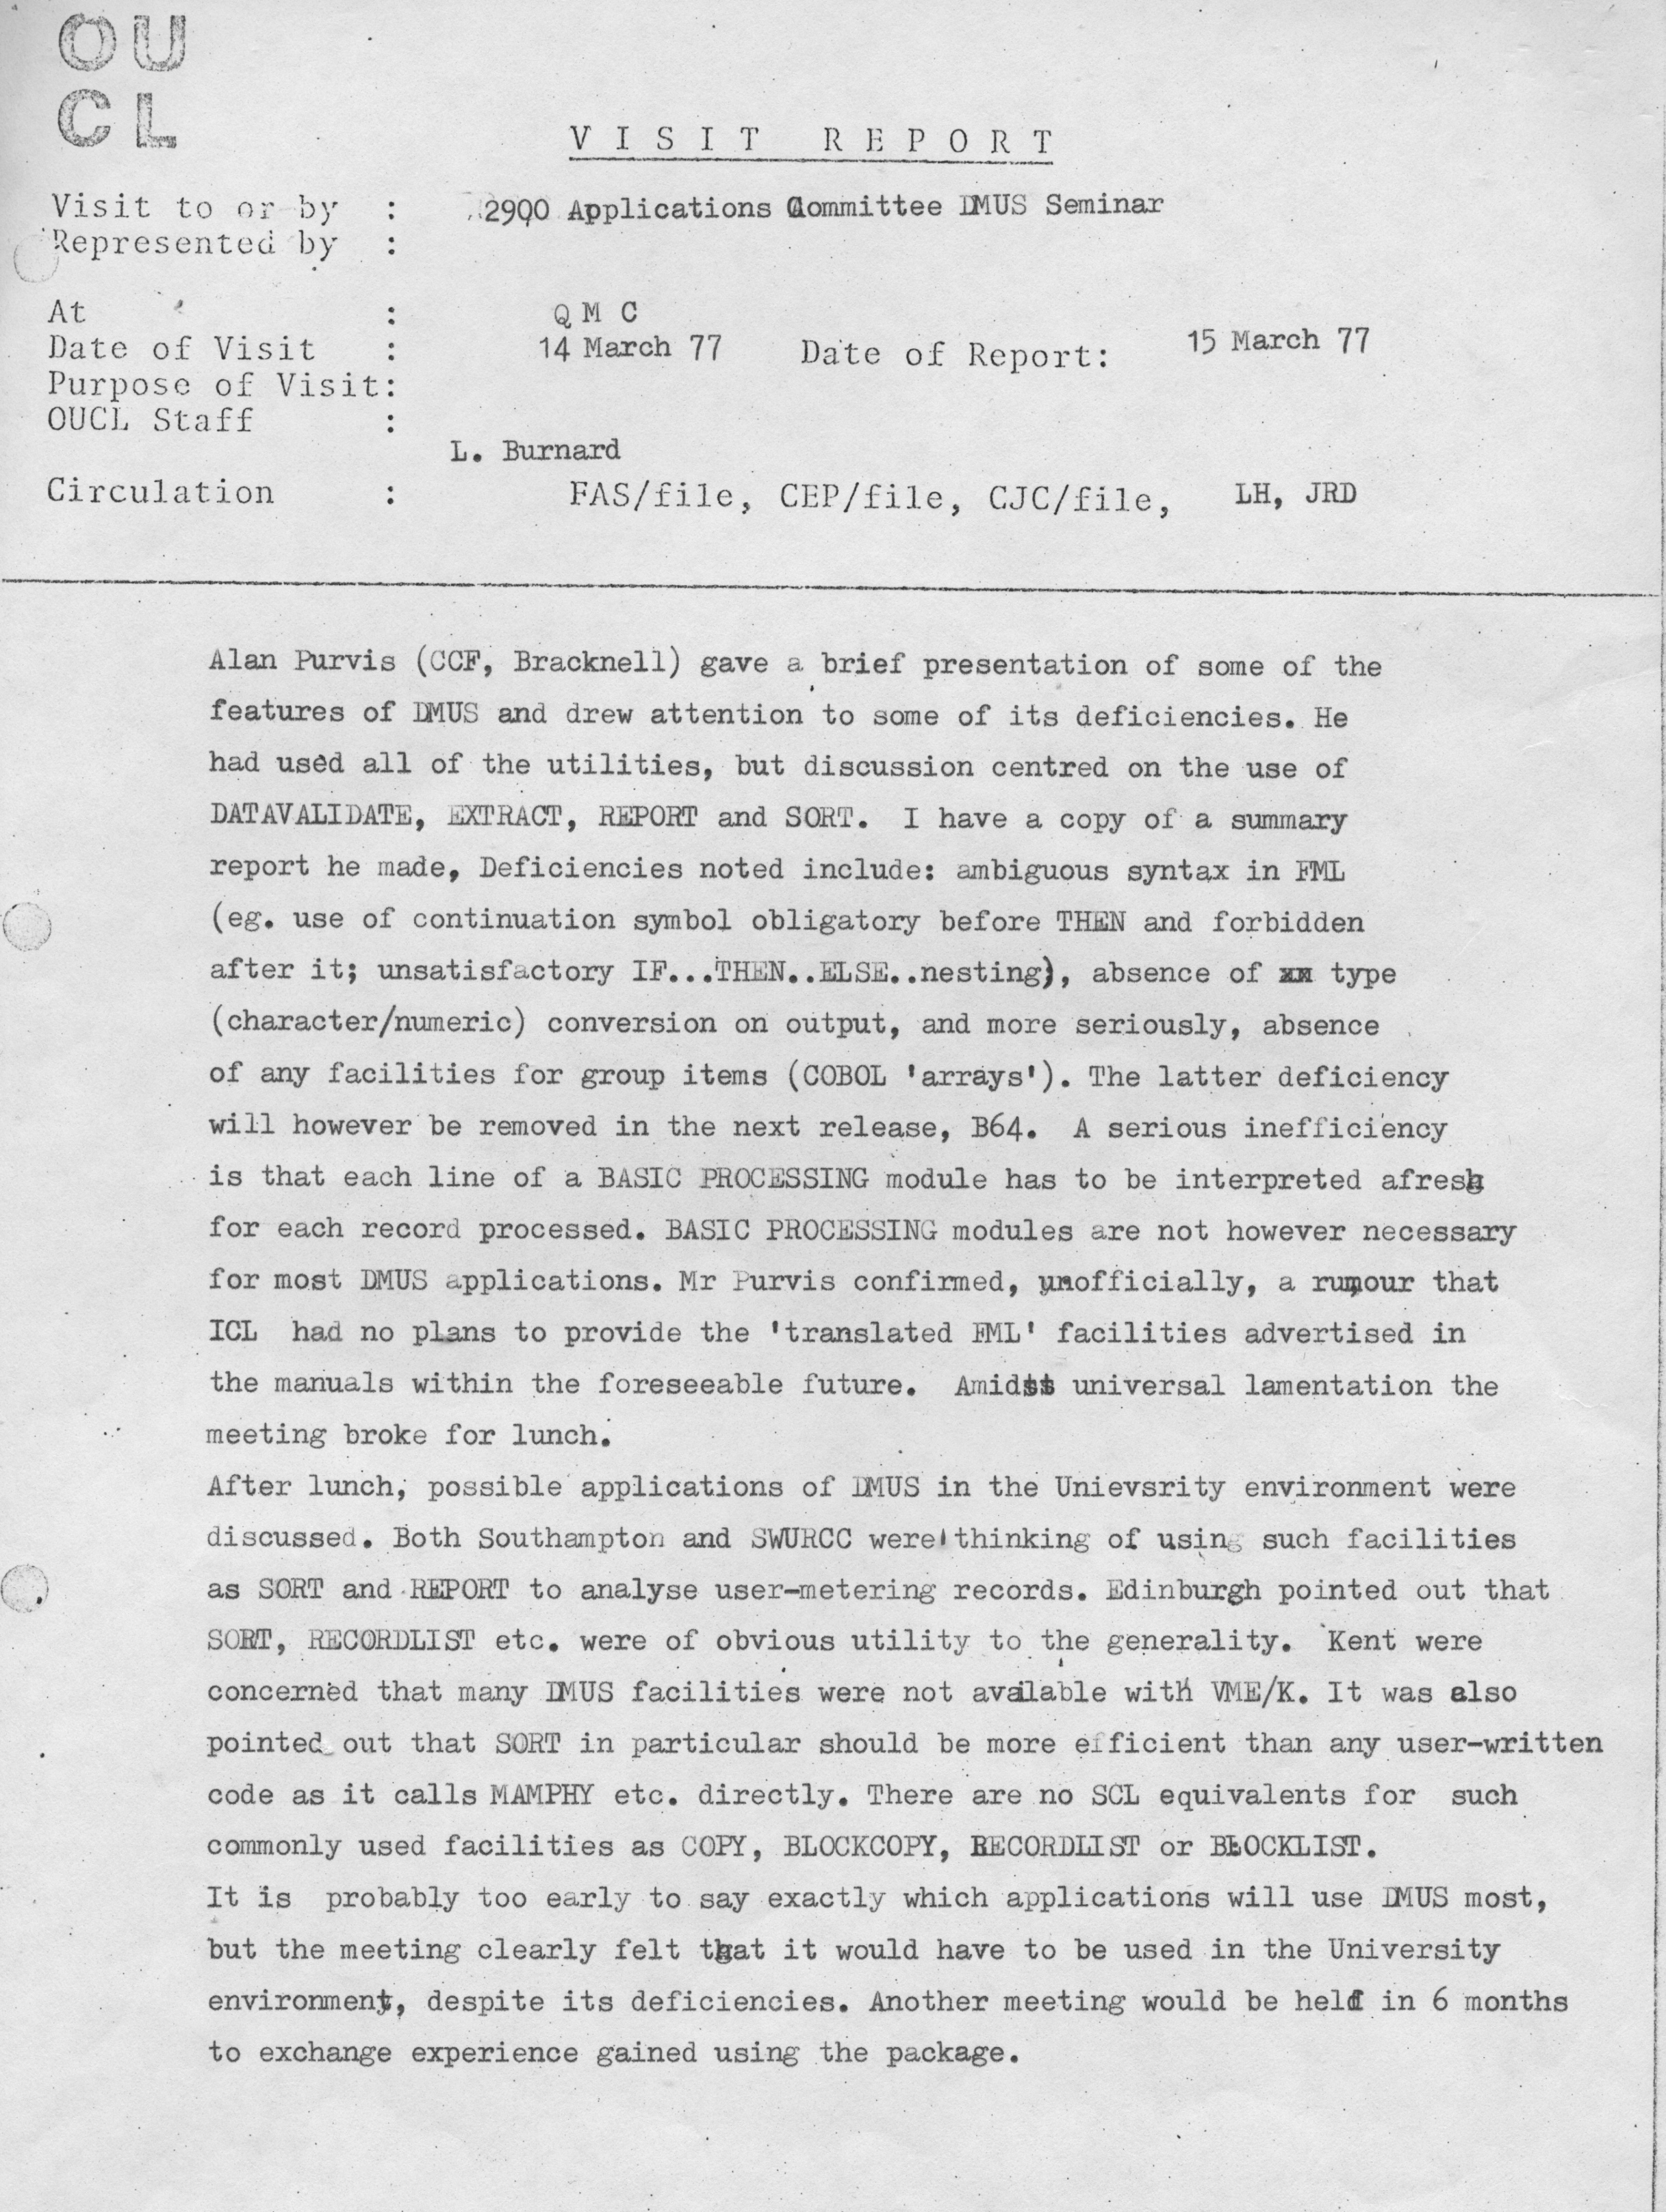 OU
CL
VISIT REPORT
Visit to or by : 2900 Applications Committee DMUS Seminar
Represented by :
At : Q M C
Date of Visit : 14 March 77 Date of Report: 15 March 77
Purpose of Visit:
OUCL Staff :
L. Burnard
Circulation : FAS/file, CEP/file, CJC/file, LH, JRD
Alan Purvis (CCF, Bracknell) gave a brief presentation of some of the
features of DMUS and drew attention to some of its deficiencies. He
had used all of the utilities, but discussion centred on the use of
DATAVALIDATE, EXTRACT, REPORT and SORT. I have a copy of a summary
report he made, Deficiencies noted include: ambiguous syntax in FML
(eg. use of continuation symbol obligatory before THEN and forbidden
after it; unsatisfactory IF...THEN..ELSE..nesting), absence of xx type
(character/numeric) conversion on output, and more seriously, absence
of any facilities for group items (COBOL 'arrays'). The latter deficiency
will however be removed in the next release, B64. A serious inefficiency
is that each line of a BASIC PROCESSING module has to be interpreted afresh
for each record processed. BASIC PROCESSING modules are not however necessary
for most DMUS applications. Mr Purvis confirmed, unofficially, a rumour that
ICL had no plans to provide the 'translated FML' facilities advertised in
the manuals within the foreseeable future. Amidst universal lamentation the
meeting broke for lunch.
After lunch, possible applications of DMUS in the Unievsrity environment were
discussed. Both Southampton and SWURCC were thinking of using such facilities
as SORT and REPORT to analyse user-metering records. Edinburgh pointed out that
SORT, RECORDLIST etc. were of obvious utility to the generality. Kent were
concerned that many DMUS facilities were not available with VME/K. It was also
pointed out that SORT in particular should be more efficient than any user-written
code as it calls MAMPHY etc. directly. There are no SCL equivalents for such
commonly used facilities as COPY, BLOCKCOPY, RECORDLIST or BLOCKLIST.
It is probably too early to say exactly which applications will use DMUS most,
but the meeting clearly felt that it would have to be used in the University
environment, despite its deficiencies. Another meeting would be held in 6 months
to exchange experience gained using the package.